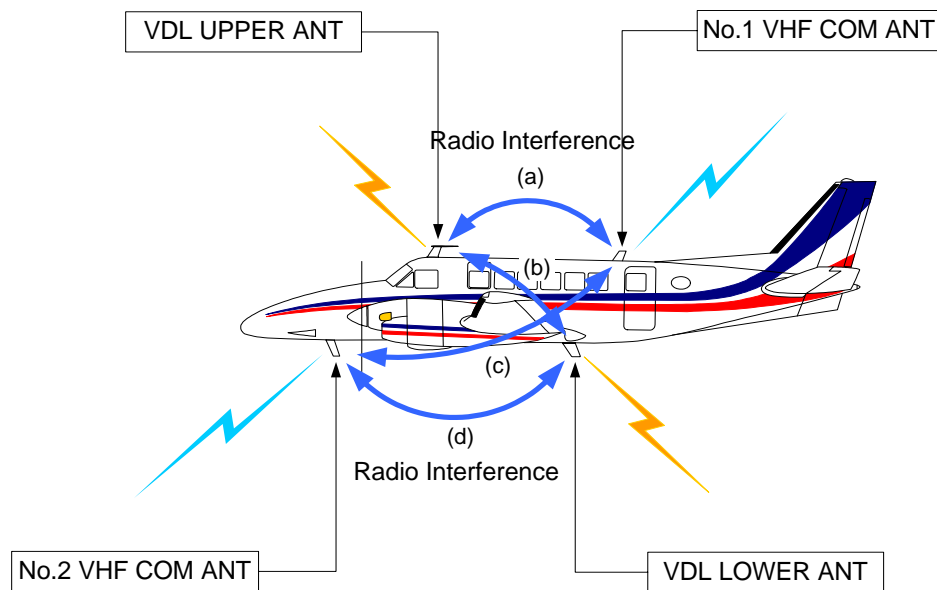 VDL UPPER ANT
No.1 VHF COM ANT
Radio Interference
(a)
(b)
(c)
(d)
Radio Interference
No.2 VHF COM ANT
VDL LOWER ANT